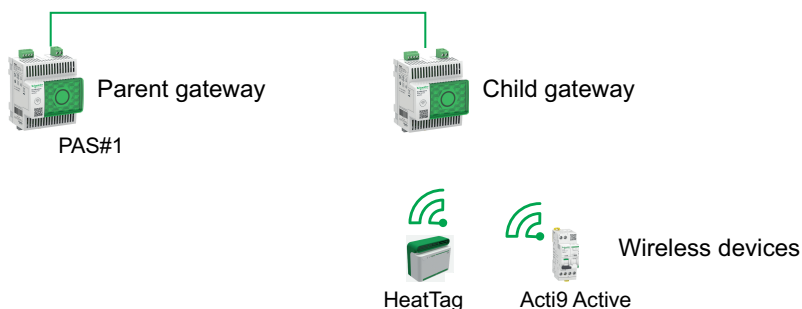 Parent gateway
Child gateway
PAS#1
Wireless devices
HeatTag
Acti9 Active